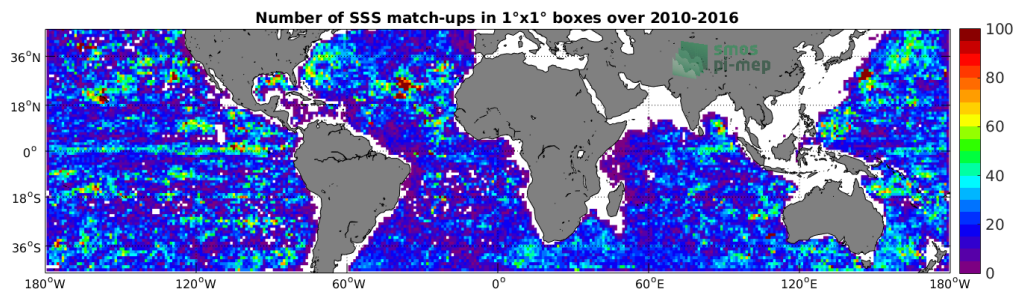 Number of SSS match-ups in 1°x1° boxes over 2010-2016
smos
pi-mep
36°N
18°N
0°
18°S
36°S
180°W
120°W
60°W
0°
60°E
120°E
180°W
100
80
60
40
20
0